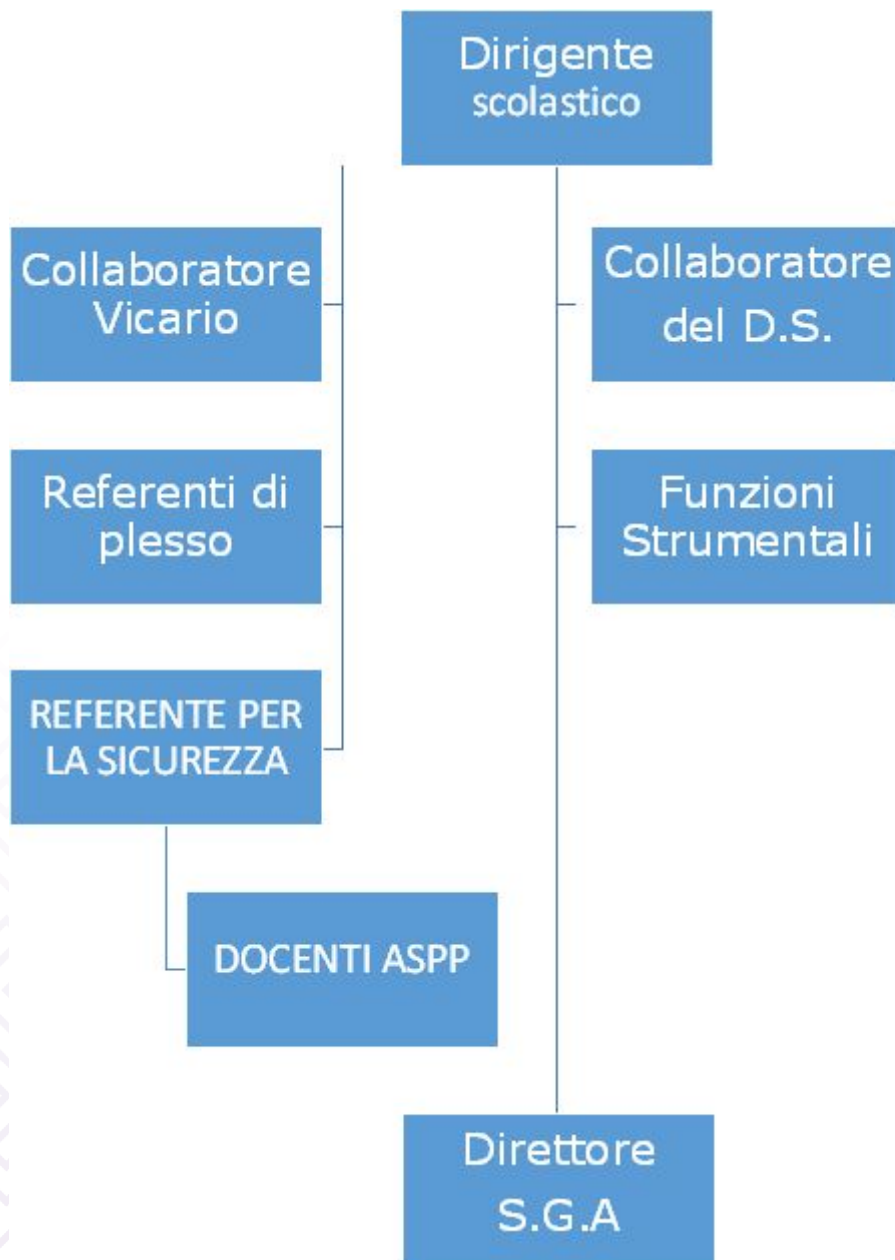 Dirigente
scolastico
Collaboratore
Vicario
Collaboratore
del D.S.
Referenti di
plesso
Funzioni
Strumentali
REFERENTE PER
LA SICUREZZA
DOCENTI ASPP
Direttore
S.G.A